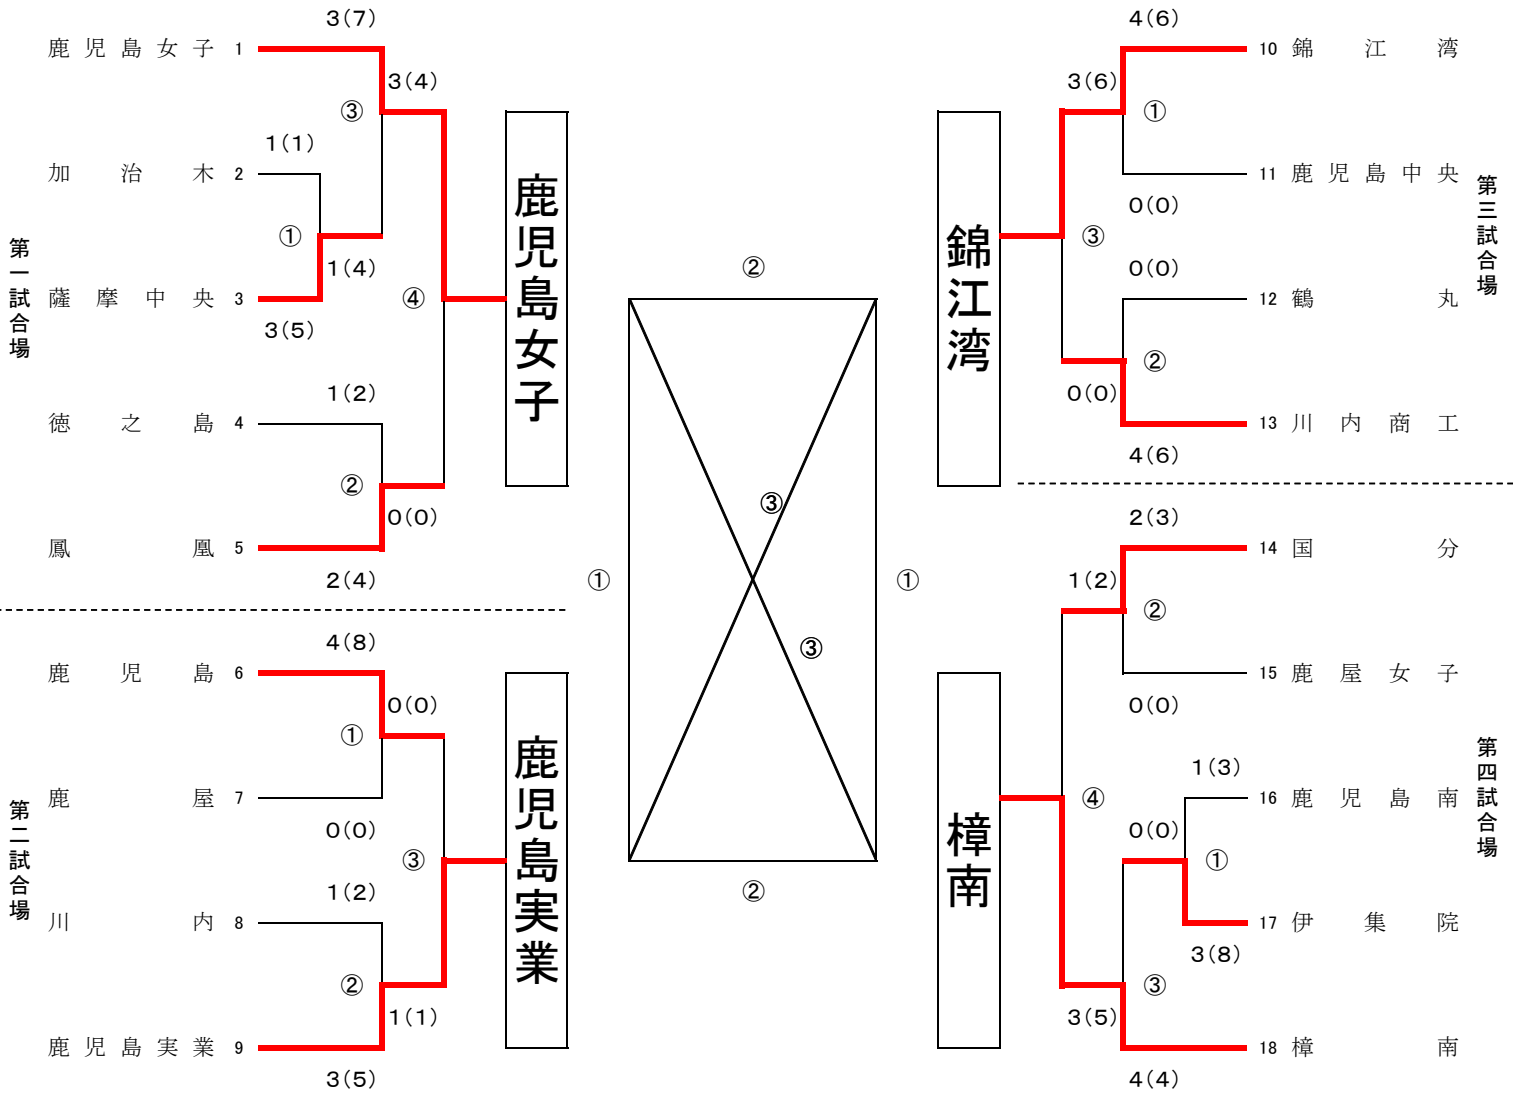 3(7)
鹿児島女子 1
3(4)
③
1(1)
加治木 2
①
1(4)
薩摩中央 3
3(5)
④
1(2)
徳之島 4
②
0(0)
鳳凰 5
2(4)
第一試合場
鹿児島女子
4(8)
鹿児島 6
0(0)
①
鹿屋 7
0(0)
③
1(2)
川内 8
②
1(1)
鹿児島実業 9
3(5)
第二試合場
鹿児島実業
②
③
①
①
③
②
錦江湾
4(6)
10 錦江湾
3(6)
①
11 鹿児島中央
0(0)
③
0(0)
12 鶴丸
②
0(0)
13 川内商工
4(6)
第三試合場
樟南
2(3)
14 国分
1(2)
②
15 鹿屋女子
0(0)
④
1(3)
16 鹿児島南
0(0)
①
17 伊集院
3(8)
③
3(5)
18 樟南
4(4)
第四試合場